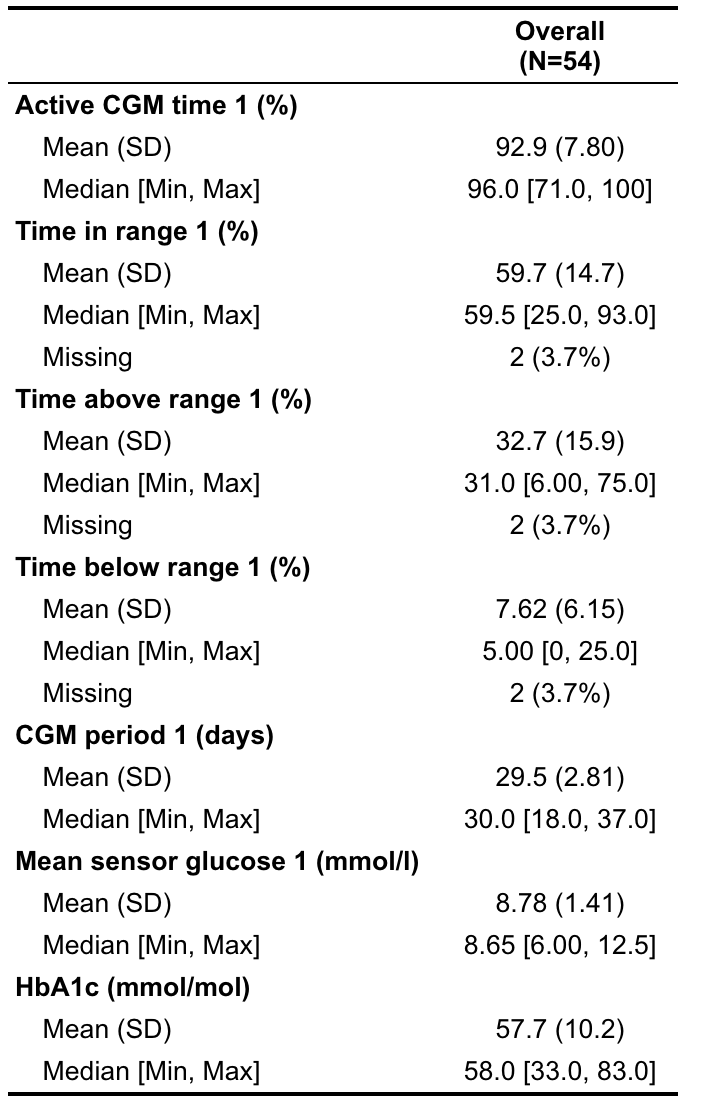 Overall
(N=54)
Active CGM time 1 (%)
Mean (SD) 92.9 (7.80)
Median [Min, Max] 96.0 [71.0, 100]
Time in range 1 (%)
Mean (SD) 59.7 (14.7)
Median [Min, Max] 59.5 [25.0, 93.0]
Missing 2 (3.7%)
Time above range 1 (%)
Mean (SD) 32.7 (15.9)
Median [Min, Max] 31.0 [6.00, 75.0]
Missing 2 (3.7%)
Time below range 1 (%)
Mean (SD) 7.62 (6.15)
Median [Min, Max] 5.00 [0, 25.0]
Missing 2 (3.7%)
CGM period 1 (days)
Mean (SD) 29.5 (2.81)
Median [Min, Max] 30.0 [18.0, 37.0]
Mean sensor glucose 1 (mmol/l)
Mean (SD) 8.78 (1.41)
Median [Min, Max] 8.65 [6.00, 12.5]
HbA1c (mmol/mol)
Mean (SD) 57.7 (10.2)
Median [Min, Max] 58.0 [33.0, 83.0]